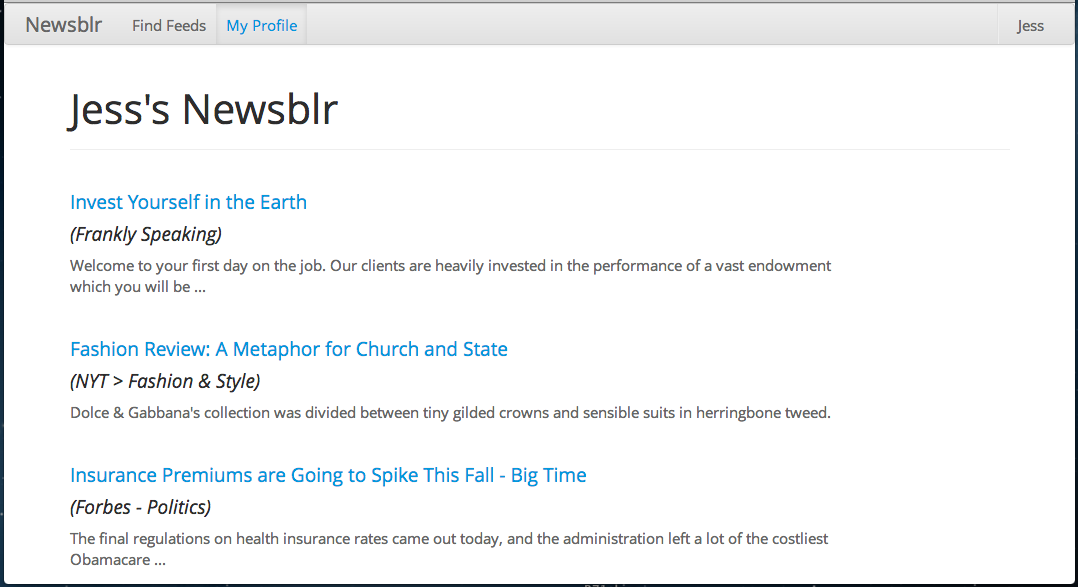 Newsblr Find Feeds My Profile Jess
Jess's Newsblr
Invest Yourself in the Earth
(Frankly Speaking)
Welcome to your first day on the job. Our clients are heavily invested in the performance of a vast endowment
which you will be ...
Fashion Review: A Metaphor for Church and State
(NYT > Fashion & Style)
Dolce & Gabbana's collection was divided between tiny gilded crowns and sensible suits in herringbone tweed.
Insurance Premiums are Going to Spike This Fall - Big Time
(Forbes - Politics)
The final regulations on health insurance rates came out today, and the administration left a lot of the costliest
Obamacare ...